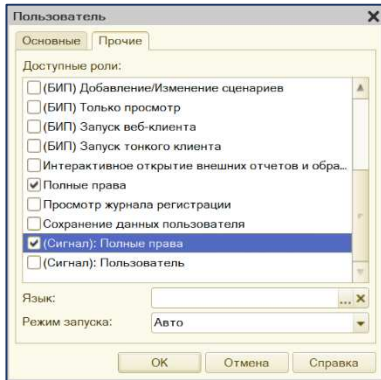 Пользователь
Основные Прочие
Доступные роли:
(БИП) Добавление/Изменение сценариев
(БИП) Только просмотр
(БИП) Запуск веб-клиента
(БИП) Запуск тонкого клиента
Интерактивное открытие внешних отчетов и обра...
Полные права
Просмотр журнала регистрации
Сохранение данных пользователя
(Сигнал): Полные права
(Сигнал): Пользователь
Язык: ...
Режим запуска: Авто
ОК Отмена Справка